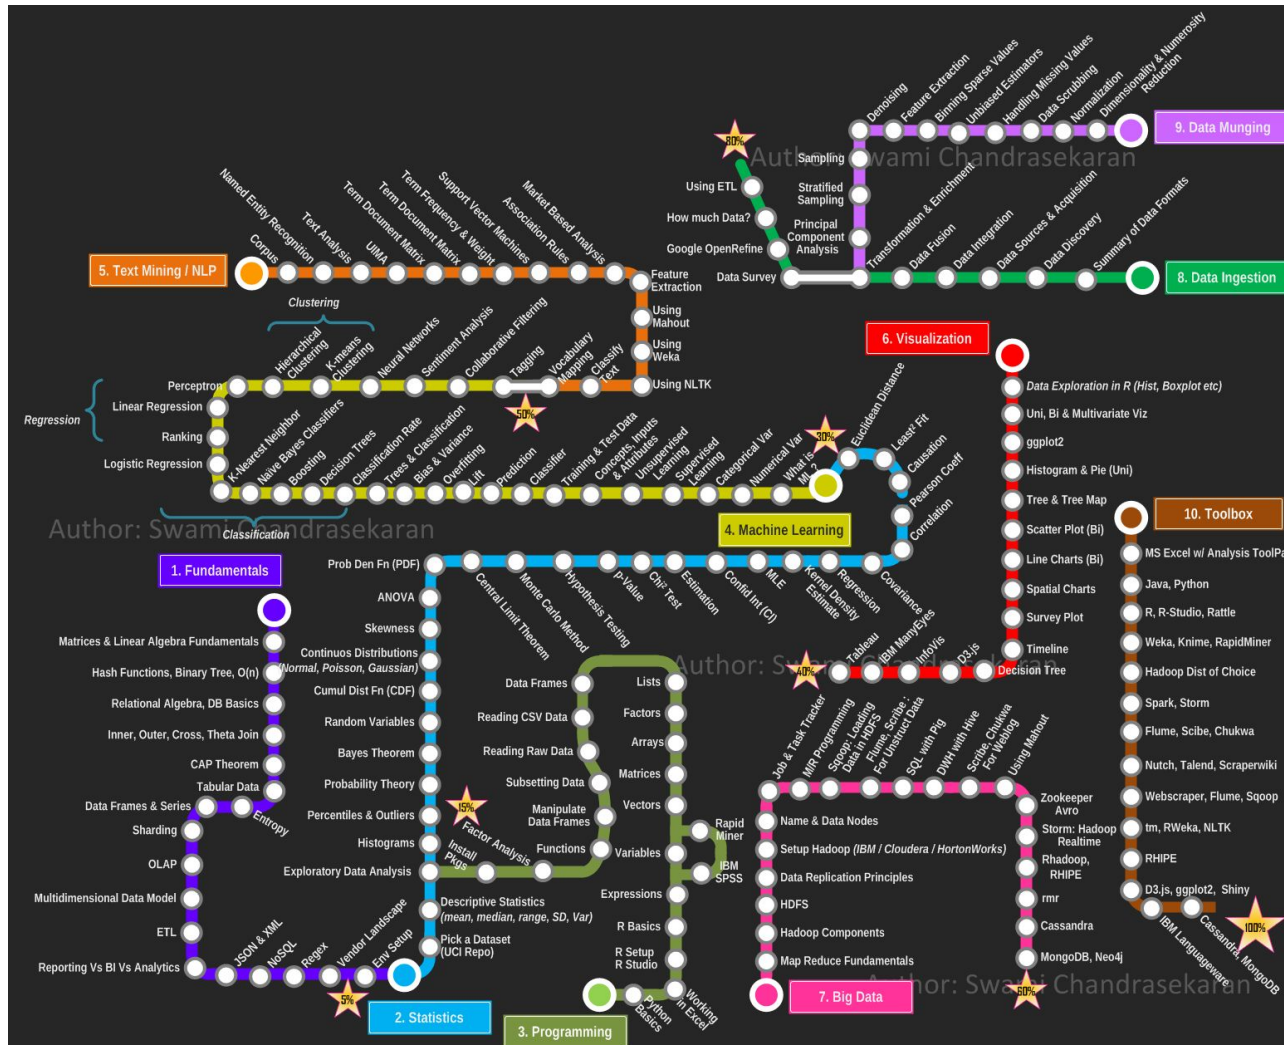 Author: Swami Chandrasekaran
9. Data Munging
Dimensionality & Numerosity
Reduction
Normalization
Data Scrubbing
Handling Missing Values
Unbiased Estimators
Binning Sparse Values
Feature Extraction
Denoising
Sampling
Stratified
Sampling
Principal
Component
Analysis
80%
Using ETL
How much Data?
Google OpenRefine
Data Survey
Transformation & Enrichment
Data Fusion
Data Integration
Data Sources & Acquisition
Data Discovery
Summary of Data Formats
8. Data Ingestion
5. Text Mining / NLP
Corpus
Named Entity Recognition
Text Analysis
UIMA
Term Document Matrix
Term Document Matrix
Term Frequency & Weight
Support Vector Machines
Association Rules
Market Based Analysis
Feature
Extraction
Using
Mahout
Using
Weka
Using NLTK
Classify
Text
Vocabulary
Mapping
Tagging
50%
Collaborative Filtering
Sentiment Analysis
Neural Networks
K-means
Clustering
Hierarchical
Clustering
Clustering
Perceptron
Linear Regression
Regression
Ranking
Logistic Regression
K-Nearest Neighbor
Naïve Bayes Classifiers
Boosting
Decision Trees
Classification Rate
Trees & Classification
Bias & Variance
Overfitting
Lift
Prediction
Classifier
Training & Test Data
Concepts, Inputs
& Attributes
Unsupervised
Learning
Supervised
Learning
Categorical Var
Numerical Var
What is
ML?
30%
Classification
4. Machine Learning
Author: Swami Chandrasekaran
Euclidean Distance
Least² Fit
Causation
Pearson Coeff
Correlation
Covariance
Regression
Kernel Density
Estimate
MLE
Confid Int (CI)
Estimation
Chi² Test
p-Value
Hypothesis Testing
Monte Carlo Method
Central Limit Theorem
Prob Den Fn (PDF)
ANOVA
Skewness
Continuos Distributions
(Normal, Poisson, Gaussian)
Cumul Dist Fn (CDF)
Random Variables
Bayes Theorem
Probability Theory
Percentiles & Outliers
Histograms
Exploratory Data Analysis
Descriptive Statistics
(mean, median, range, SD, Var)
Pick a Dataset
(UCI Repo)
2. Statistics
1. Fundamentals
Matrices & Linear Algebra Fundamentals
Hash Functions, Binary Tree, O(n)
Relational Algebra, DB Basics
Inner, Outer, Cross, Theta Join
CAP Theorem
Tabular Data
Entropy
Data Frames & Series
Sharding
OLAP
Multidimensional Data Model
ETL
Reporting Vs BI Vs Analytics
JSON & XML
NoSQL
Regex
Vendor Landscape
Env Setup
5%
15%
Install
Pkgs
Factor Analysis
Functions
Manipulate
Data Frames
Subsetting Data
Reading Raw Data
Reading CSV Data
Data Frames
Lists
Factors
Arrays
Matrices
Vectors
Variables
Rapid
Miner
IBM
SPSS
Expressions
R Basics
R Setup
R Studio
Working
in Excel
Python
Basics
3. Programming
6. Visualization
Data Exploration in R (Hist, Boxplot etc)
Uni, Bi & Multivariate Viz
ggplot2
Histogram & Pie (Uni)
Tree & Tree Map
Scatter Plot (Bi)
Line Charts (Bi)
Spatial Charts
Survey Plot
Timeline
Decision Tree
D3.js
InfoVis
IBM ManyEyes
Tableau
40%
Author: Swami Chandrasekaran
7. Big Data
Map Reduce Fundamentals
Hadoop Components
HDFS
Data Replication Principles
Setup Hadoop (IBM / Cloudera / HortonWorks)
Name & Data Nodes
Job & Task Tracker
M/R Programming
Sqoop: Loading
Data in HDFS
Flume, Scribe :
For Unstruct Data
SQL with Pig
DWH with Hive
Scribe, Chukwa
For Weblog
Using Mahout
Zookeeper
Avro
Storm: Hadoop
Realtime
Rhadoop,
RHIPE
rmr
Cassandra
MongoDB, Neo4j
60%
hor: Swami Chandrasekaran
10. Toolbox
MS Excel w/ Analysis ToolPa
Java, Python
R, R-Studio, Rattle
Weka, Knime, RapidMiner
Hadoop Dist of Choice
Spark, Storm
Flume, Scibe, Chukwa
Nutch, Talend, Scraperwiki
Webscraper, Flume, Sqoop
tm, RWeka, NLTK
RHIPE
D3.js, ggplot2, Shiny
IBM Languageware
Cassandra, MongoDB
100%